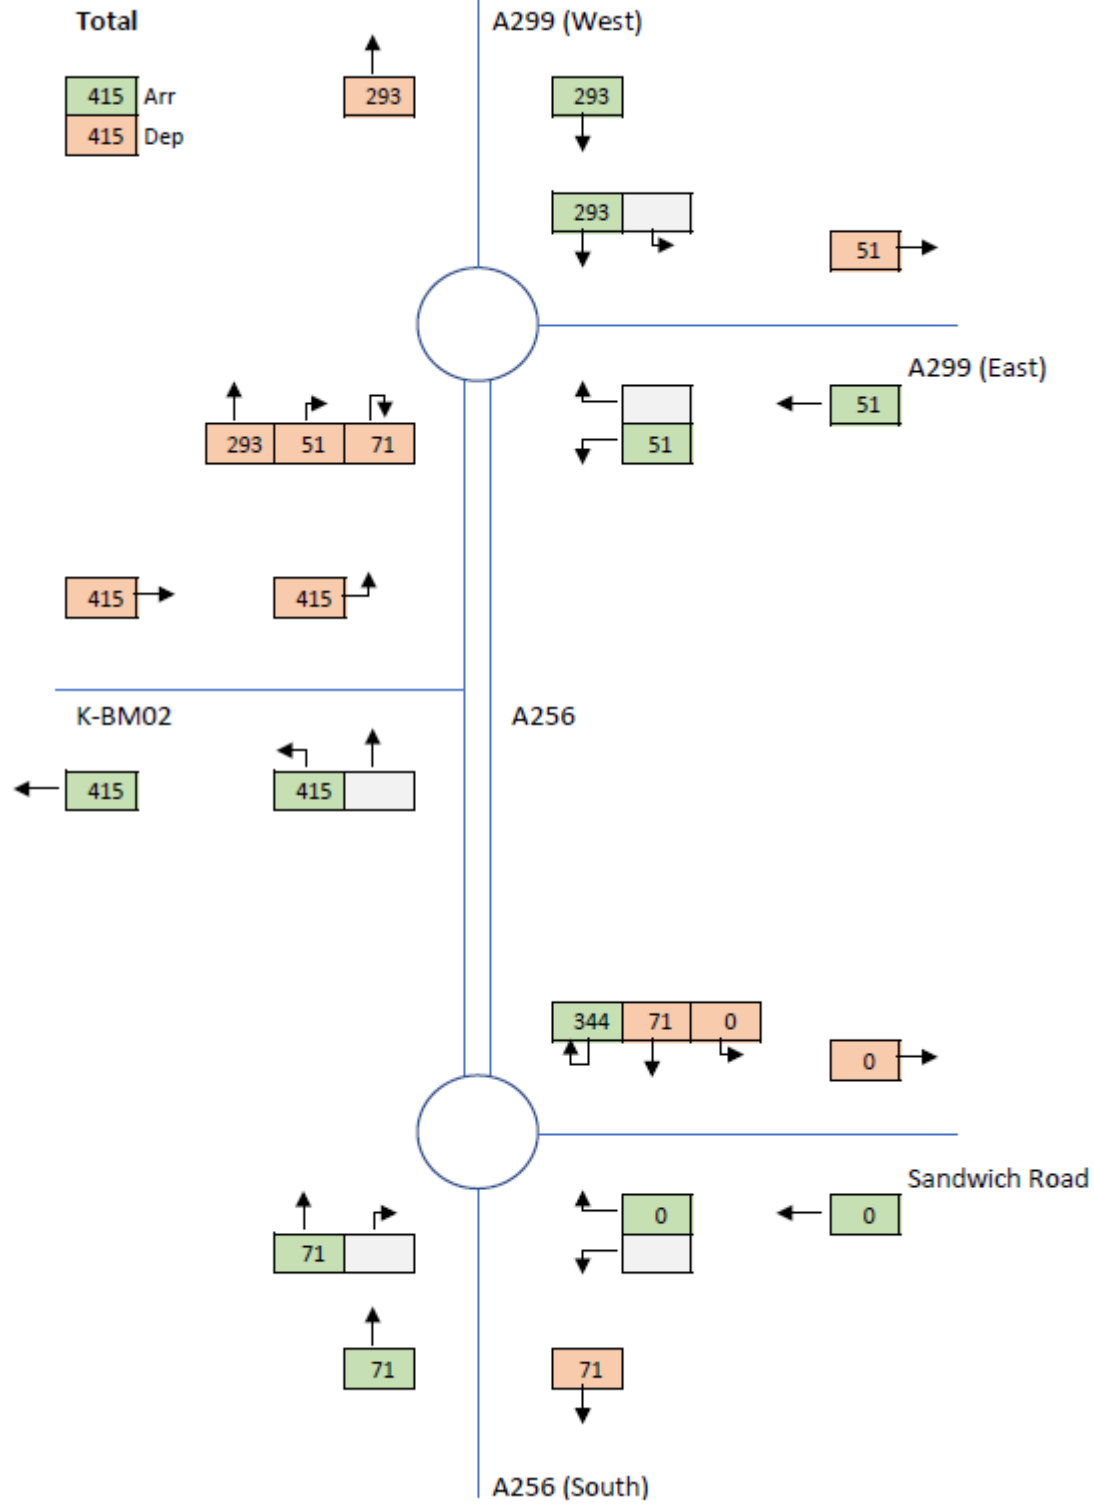 Total
A299 (West)
415 Arr
293
293
415 Dep
293
51
A299 (East)
51
293 51 71
51
415
415
K-BM02
A256
415
415
344 71 0
0
Sandwich Road
0
0
71
71
71
A256 (South)